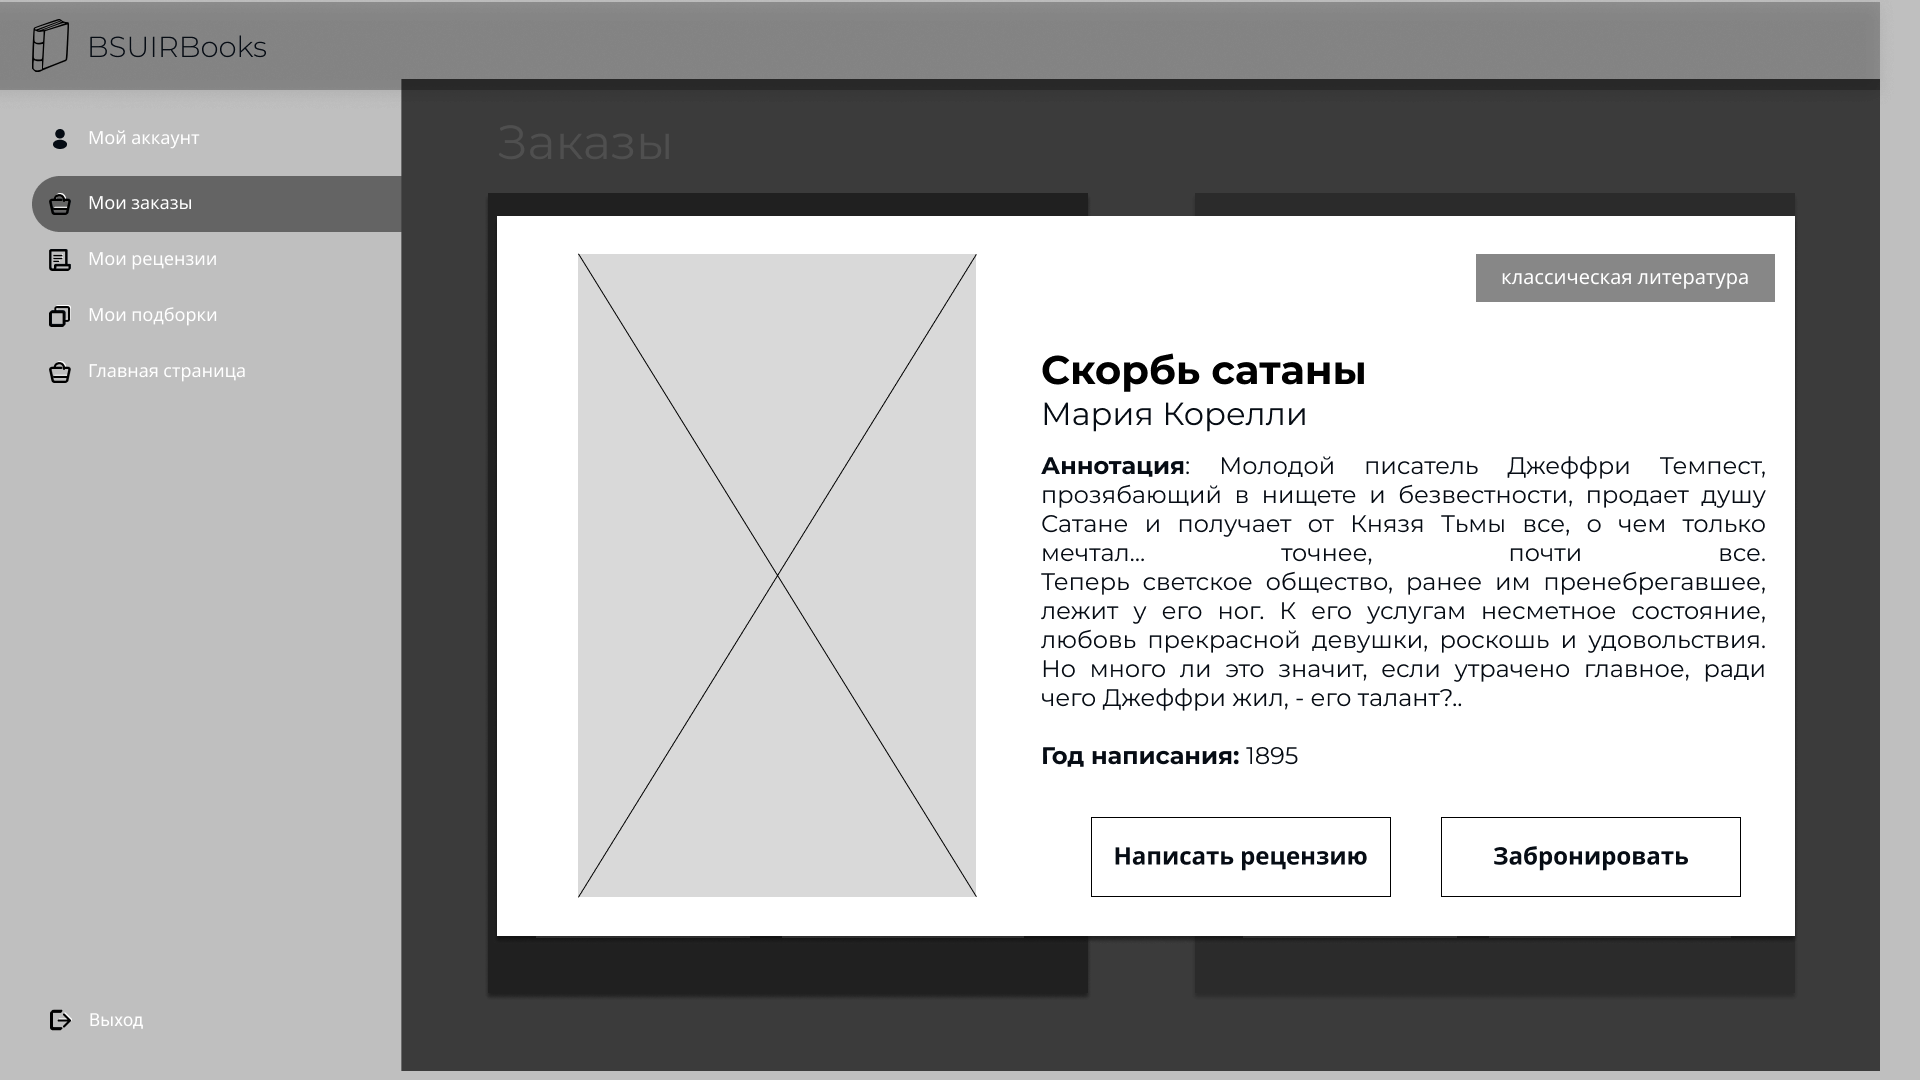 BSUIRBooks
Мой аккаунт
Мои заказы
Мои рецензии
Мои подборки
Главная страница
Выход
Заказы
классическая литература
Скорбь сатаны
Мария Корелли
Аннотация: Молодой писатель Джеффри Темпест,
прозябающий в нищете и безвестности, продает душу
Сатане и получает от Князя Тьмы все, о чем только
мечтал... точнее, почти все.
Теперь светское общество, ранее им пренебрегавшее,
лежит у его ног. К его услугам несметное состояние,
любовь прекрасной девушки, роскошь и удовольствия.
Но много ли это значит, если утрачено главное, ради
чего Джеффри жил, - его талант?..
Год написания: 1895
Написать рецензию
Забронировать